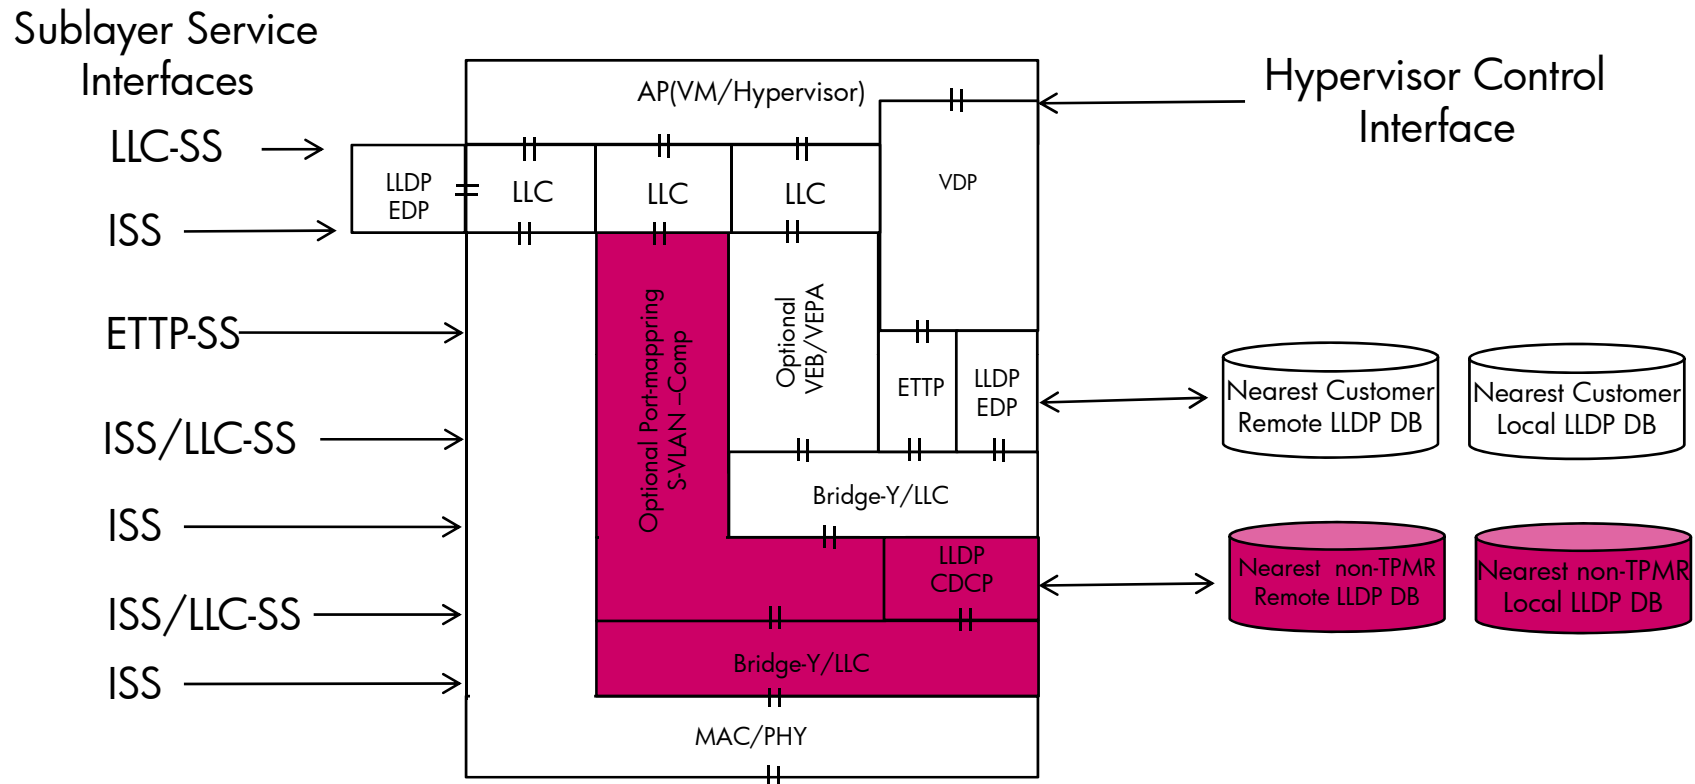 Sublayer Service
Interfaces
LLC-SS
ISS
ETTP-SS
ISS/LLC-SS
ISS
ISS/LLC-SS
ISS
AP(VM/Hypervisor)
LLDP
EDP
LLC
LLC
LLC
VDP
Optional Port-mappring
S-VLAN –Comp
Optional
VEB/VEPA
ETTP
LLDP
EDP
Bridge-Y/LLC
LLDP
CDCP
Bridge-Y/LLC
MAC/PHY
Hypervisor Control
Interface
Nearest Customer
Remote LLDP DB
Nearest Customer
Local LLDP DB
Nearest non-TPMR
Remote LLDP DB
Nearest non-TPMR
Local LLDP DB